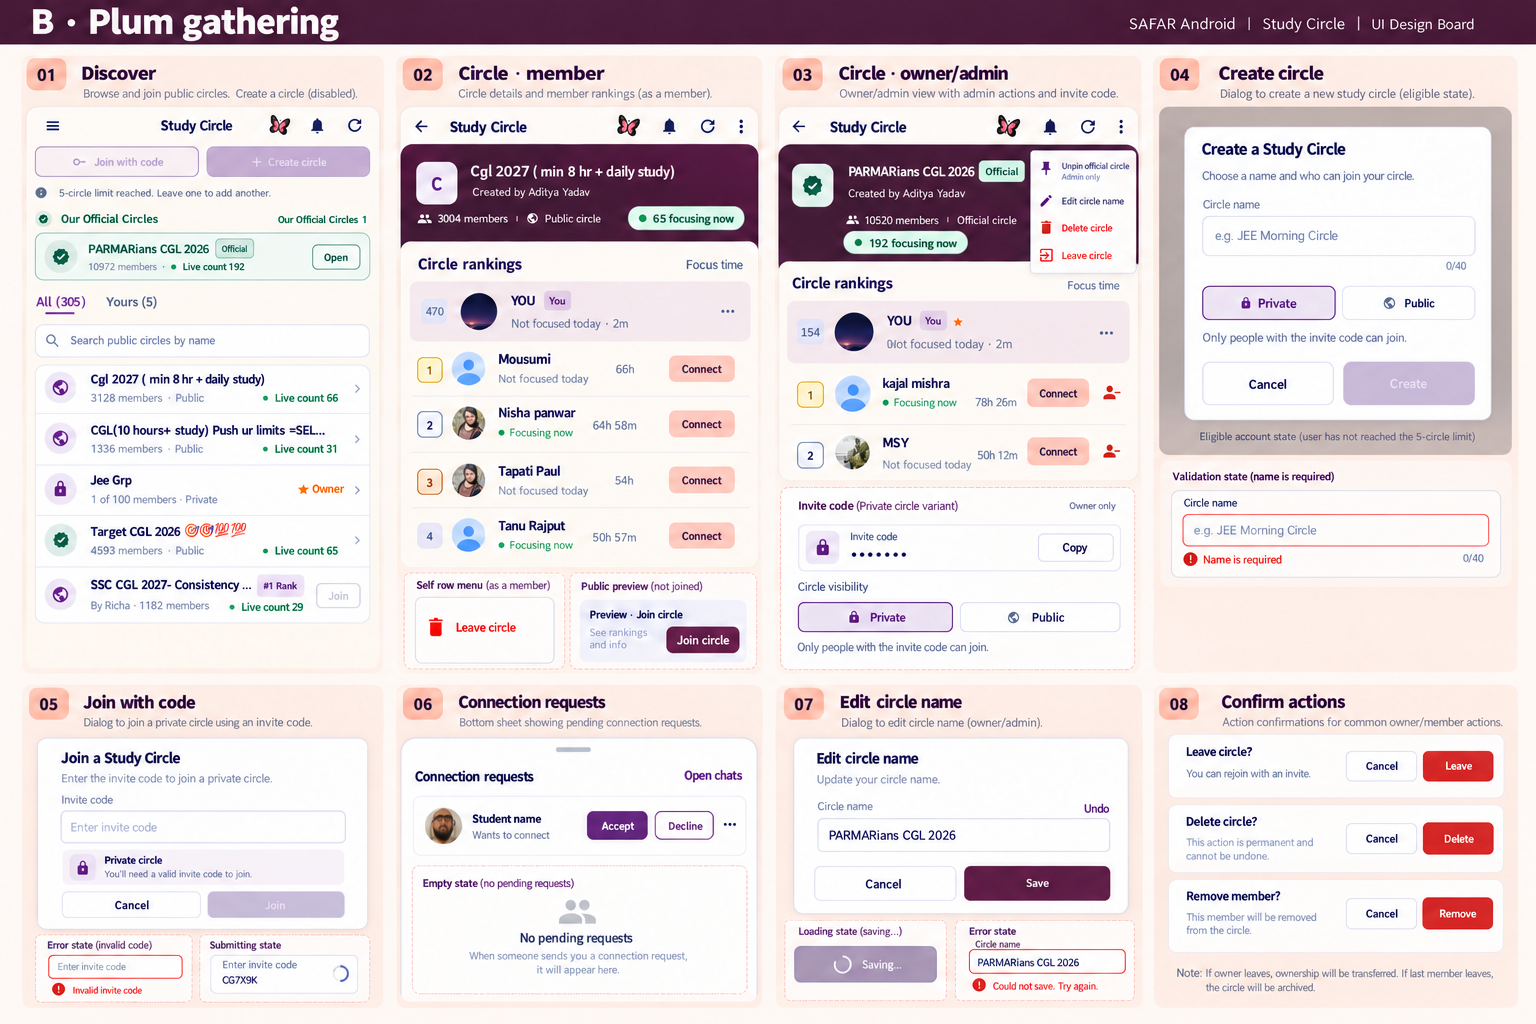 B · Plum gathering
SAFAR Android | Study Circle | UI Design Board
01 Discover
Browse and join public circles. Create a circle (disabled).
Study Circle
Join with code
+ Create circle
5-circle limit reached. Leave one to add another.
Our Official Circles
Our Official Circles 1
PARMARians CGL 2026 Official
10972 members · Live count 192
Open
All (305) Yours (5)
Search public circles by name
Cgl 2027 ( min 8 hr + daily study)
3128 members · Public Live count 66
CGL(10 hours+ study) Push ur limits =SEL...
1336 members · Public Live count 31
Jee Grp
1 of 100 members · Private
★ Owner
Target CGL 2026 🎯🎯💯💯
4593 members · Public Live count 65
SSC CGL 2027- Consistency ... #1 Rank
By Richa · 1182 members Live count 29
Join
02 Circle · member
Circle details and member rankings (as a member).
Study Circle
C
Cgl 2027 ( min 8 hr + daily study)
Created by Aditya Yadav
3004 members Public circle
65 focusing now
Circle rankings
Focus time
470
YOU You
Not focused today · 2m
1
Mousumi
Not focused today
66h
Connect
2
Nisha panwar
Focusing now
64h 58m
Connect
3
Tapati Paul
Not focused today
54h
Connect
4
Tanu Rajput
Focusing now
50h 57m
Connect
Self row menu (as a member)
Leave circle
Public preview (not joined)
Preview · Join circle
See rankings
and info
Join circle
03 Circle · owner/admin
Owner/admin view with admin actions and invite code.
Study Circle
PARMARians CGL 2026 Official
Created by Aditya Yadav
10520 members Official circle
192 focusing now
Unpin official circle
Admin only
Edit circle name
Delete circle
Leave circle
Circle rankings
Focus time
154
YOU You ★
focused today · 2m
1
kajal mishra
Focusing now
78h 26m
Connect
2
MSY
Not focused today
50h 12m
Connect
Invite code (Private circle variant)
Owner only
Invite code
•••••••
Copy
Circle visibility
Private
Public
Only people with the invite code can join.
04 Create circle
Dialog to create a new study circle (eligible state).
Create a Study Circle
Choose a name and who can join your circle.
Circle name
e.g. JEE Morning Circle
0/40
Private
Public
Only people with the invite code can join.
Cancel
Create
Eligible account state (user has not reached the 5-circle limit)
Validation state (name is required)
Circle name
e.g. JEE Morning Circle
Name is required
0/40
05 Join with code
Dialog to join a private circle using an invite code.
Join a Study Circle
Enter the invite code to join a private circle.
Invite code
Enter invite code
Private circle
You'll need a valid invite code to join.
Cancel
Join
Error state (invalid code)
Enter invite code
Invalid invite code
Submitting state
Enter invite code
CG7X9K
06 Connection requests
Bottom sheet showing pending connection requests.
Connection requests
Open chats
Student name
Wants to connect
Accept
Decline
Empty state (no pending requests)
No pending requests
When someone sends you a connection request,
it will appear here.
07 Edit circle name
Dialog to edit circle name (owner/admin).
Edit circle name
Update your circle name.
Circle name
Undo
PARMARians CGL 2026
Cancel
Save
Loading state (saving...)
Saving...
Error state
Circle name
PARMARians CGL 2026
Could not save. Try again.
08 Confirm actions
Action confirmations for common owner/member actions.
Leave circle?
You can rejoin with an invite.
Cancel
Leave
Delete circle?
This action is permanent and
cannot be undone.
Cancel
Delete
Remove member?
This member will be removed
from the circle.
Cancel
Remove
Note: If owner leaves, ownership will be transferred. If last member leaves,
the circle will be archived.